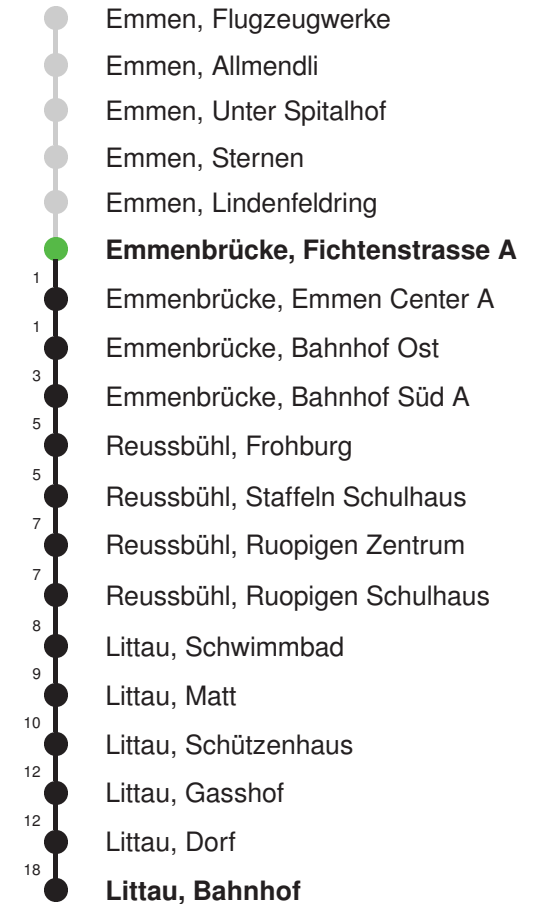 Emmen, Flugzeugwerke
Emmen, Allmendli
Emmen, Unter Spitalhof
Emmen, Sternen
Emmen, Lindenfeldring
Emmenbrücke, Fichtenstrasse A
1 Emmenbrücke, Emmen Center A
1 Emmenbrücke, Bahnhof Ost
3 Emmenbrücke, Bahnhof Süd A
5 Reussbühl, Frohburg
5 Reussbühl, Staffeln Schulhaus
7 Reussbühl, Ruopigen Zentrum
7 Reussbühl, Ruopigen Schulhaus
8 Littau, Schwimmbad
9 Littau, Matt
10 Littau, Schützenhaus
12 Littau, Gasshof
12 Littau, Dorf
18 Littau, Bahnhof